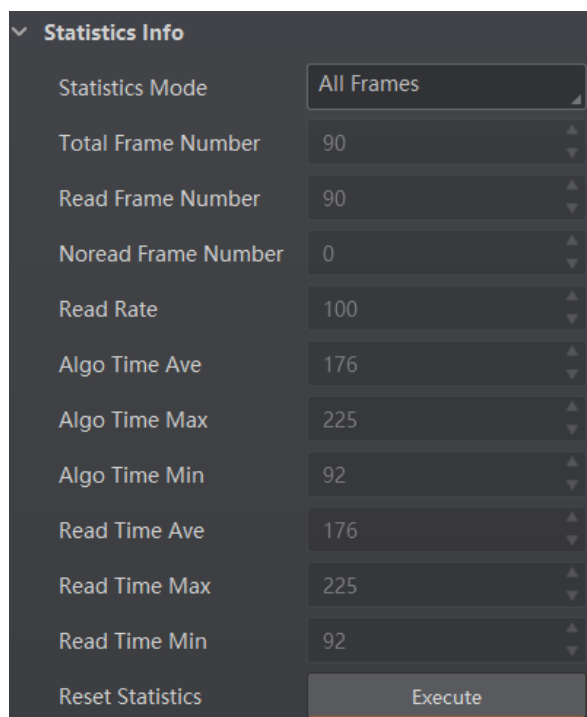 Statistics Info
Statistics Mode All Frames
Total Frame Number 90
Read Frame Number 90
Noread Frame Number 0
Read Rate 100
Algo Time Ave 176
Algo Time Max 225
Algo Time Min 92
Read Time Ave 176
Read Time Max 225
Read Time Min 92
Reset Statistics Execute